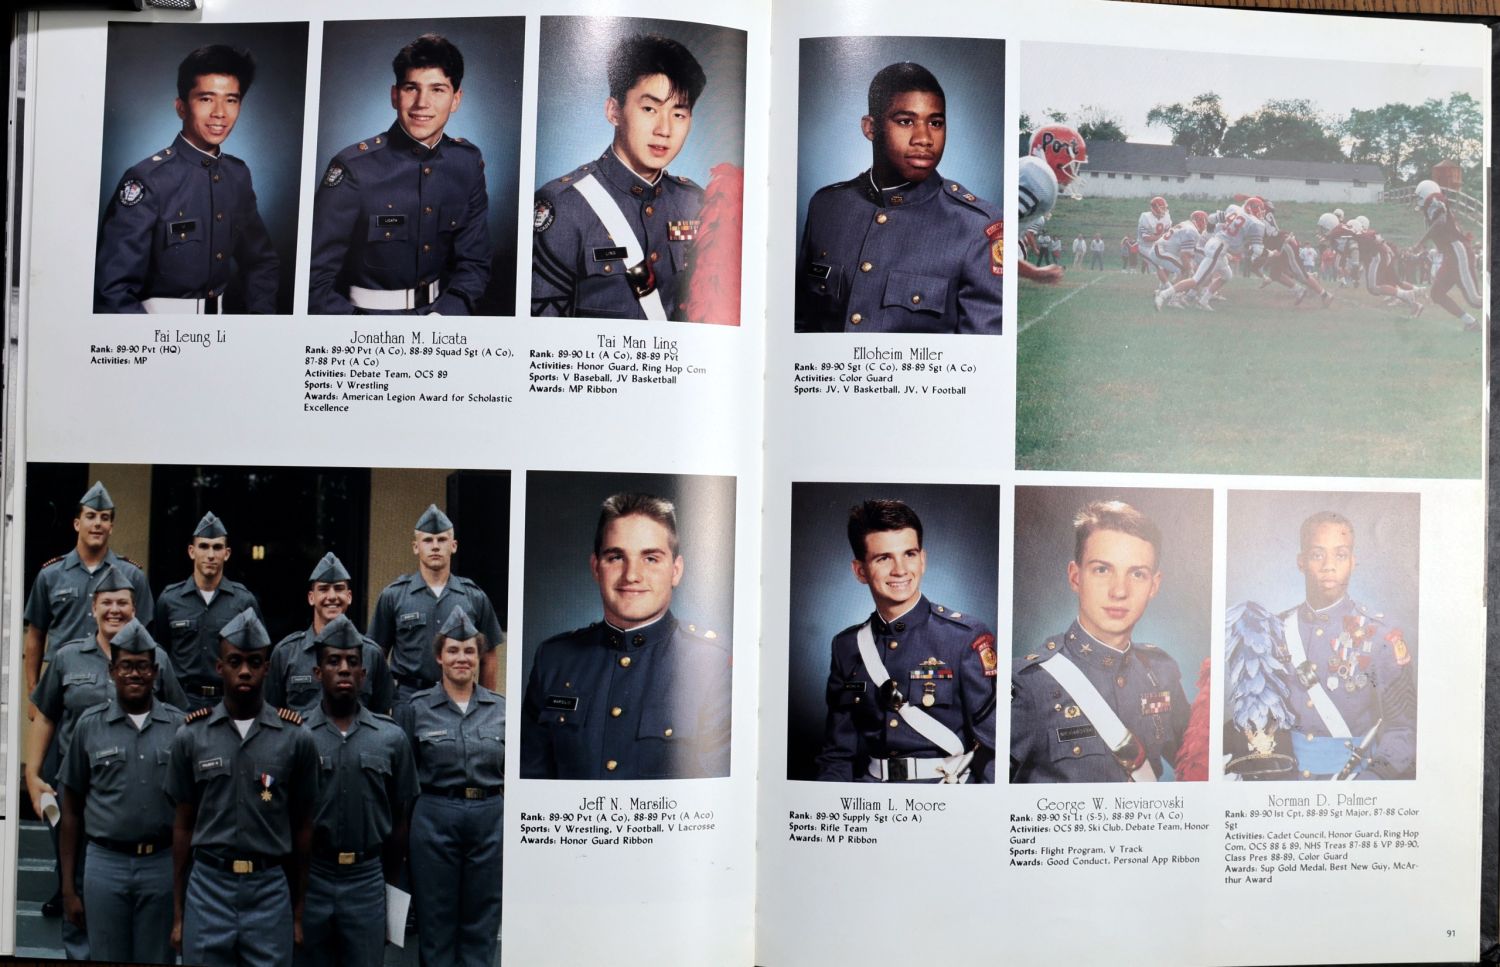 Fai Leung Li
Rank: 89-90 Pvt (HQ)
Activities: MP
LICATA
Jonathan M. Licata
Rank: 89-90 Pvt (A Co), 88-89 Squad Sgt (A Co),
87-88 Pvt (A Co)
Activities: Debate Team, OCS 89
Sports: V Wrestling
Awards: American Legion Award for Scholastic
Excellence
LING
Tai Man Ling
Rank: 89-90 Lt (A Co), 88-89 Pvt
Activities: Honor Guard, Ring Hop Com
Sports: V Baseball, JV Basketball
Awards: MP Ribbon
MARSILIO
Jeff N. Marsilio
Rank: 89-90 Pvt (A Co), 88-89 Pvt (A Aco)
Sports: V Wrestling, V Football, V Lacrosse
Awards: Honor Guard Ribbon
Elloheim Miller
Rank: 89-90 Sgt (C Co), 88-89 Sgt (A Co)
Activities: Color Guard
Sports: JV, V Basketball, JV, V Football
Port
William L. Moore
Rank: 89-90 Supply Sgt (Co A)
Sports: Rifle Team
Awards: M P Ribbon
George W. Nieviarovski
Rank: 89-90 St Lt (S-5), 88-89 Pvt (A Co)
Activities: OCS 89, Ski Club, Debate Team, Honor
Guard
Sports: Flight Program, V Track
Awards: Good Conduct, Personal App Ribbon
Norman D. Palmer
Rank: 89-90 1st Cpt, 88-89 Sgt Major, 87-88 Color
Sgt
Activities: Cadet Council, Honor Guard, Ring Hop
Com, OCS 88 & 89, NHS Treas 87-88 & VP 89-90,
Class Pres 88-89, Color Guard
Awards: Sup Gold Medal, Best New Guy, McAr-
thur Award
91